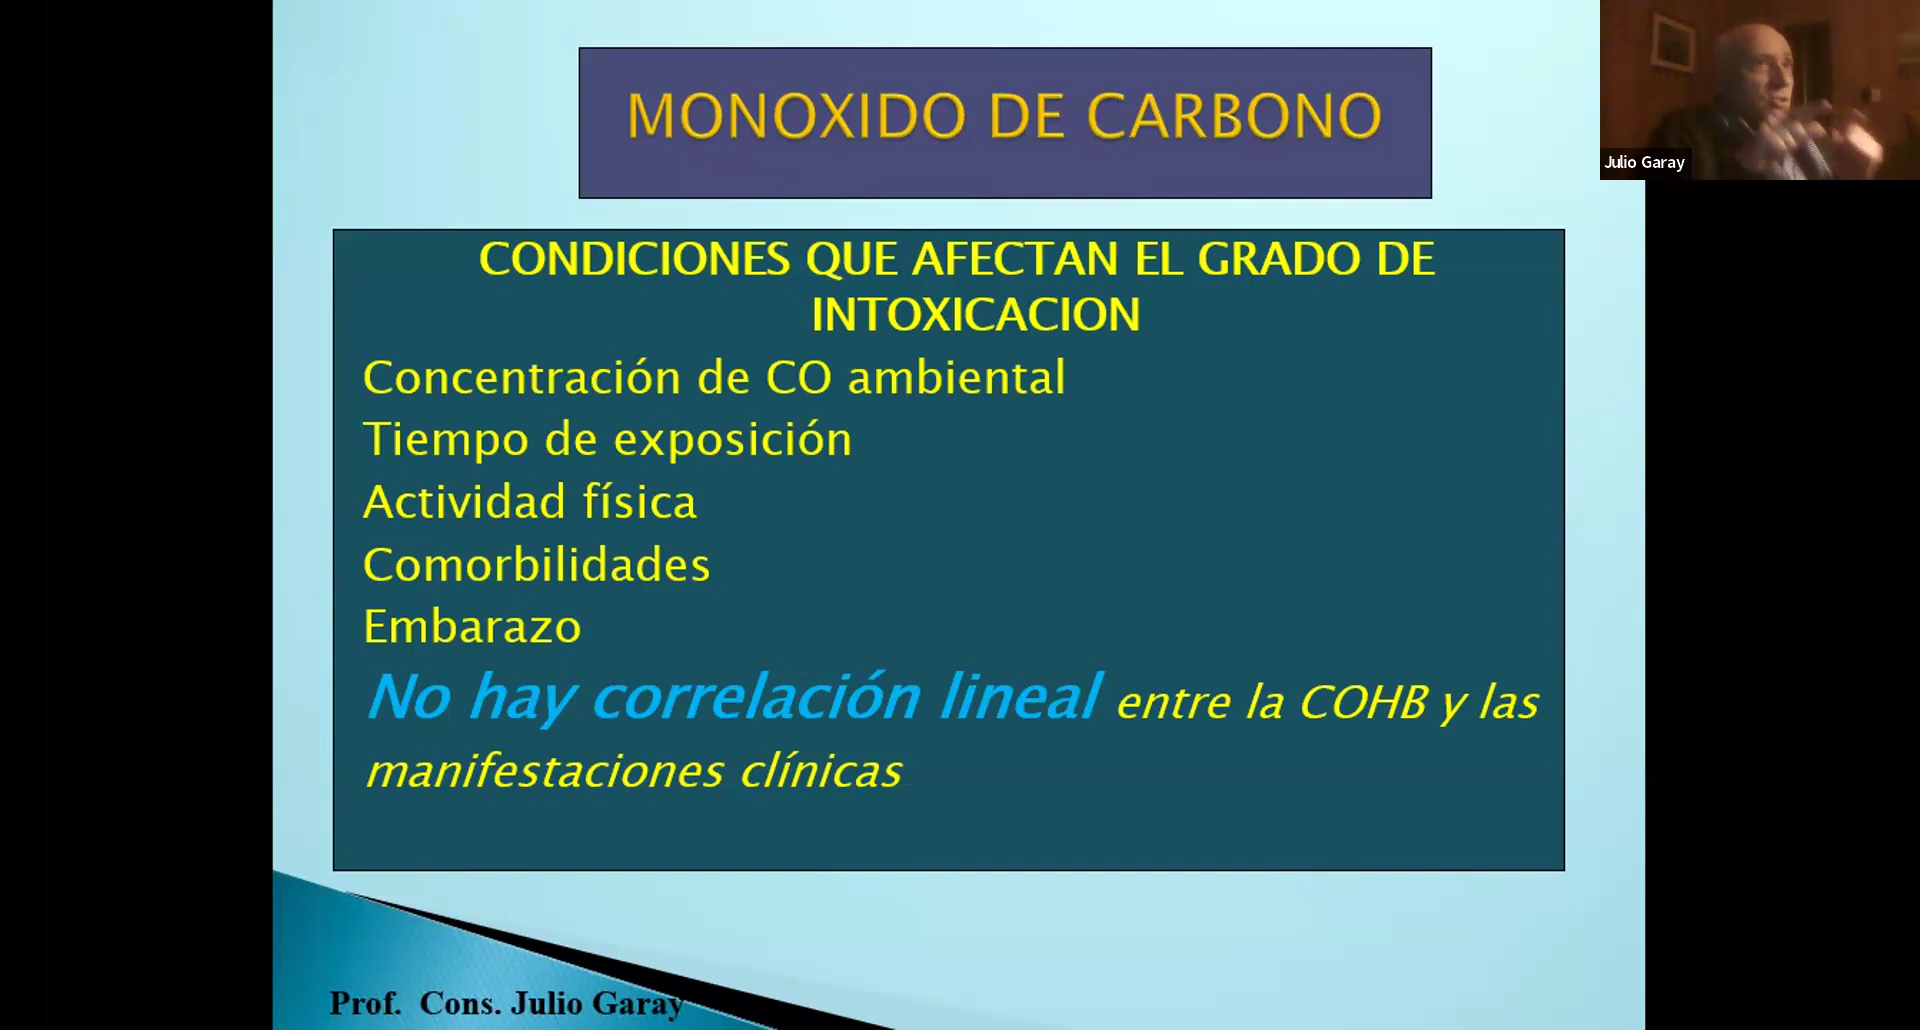 MONOXIDO DE CARBONO
Julio Garay
CONDICIONES QUE AFECTAN EL GRADO DE
INTOXICACION
Concentración de CO ambiental
Tiempo de exposición
Actividad física
Comorbilidades
Embarazo
No hay correlación lineal entre la COHB y las
manifestaciones clínicas
Prof. Cons. Julio Garay